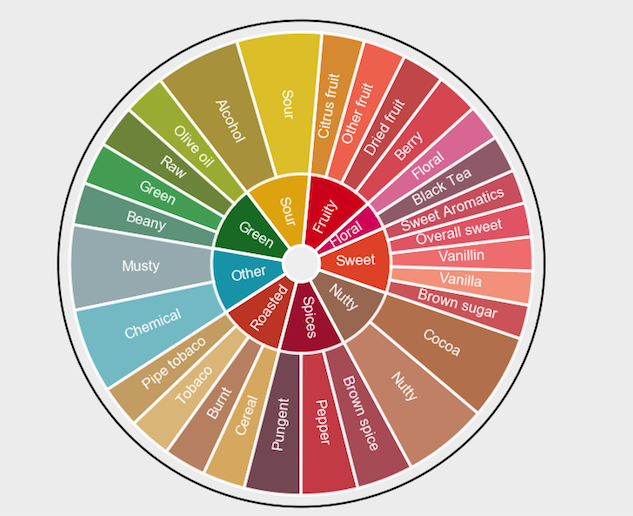 Citrus fruit
Other fruit
Dried fruit
Berry
Floral
Black Tea
Sweet Aromatics
Overall sweet
Vanillin
Vanilla
Brown sugar
Cocoa
Nutty
Brown spice
Pepper
Pungent
Cereal
Burnt
Tobaco
Pipe tobaco
Chemical
Musty
Beany
Green
Raw
Olive oil
Alcohol
Sour
Fruity
Floral
Sweet
Nutty
Spices
Roasted
Other
Green
Sour